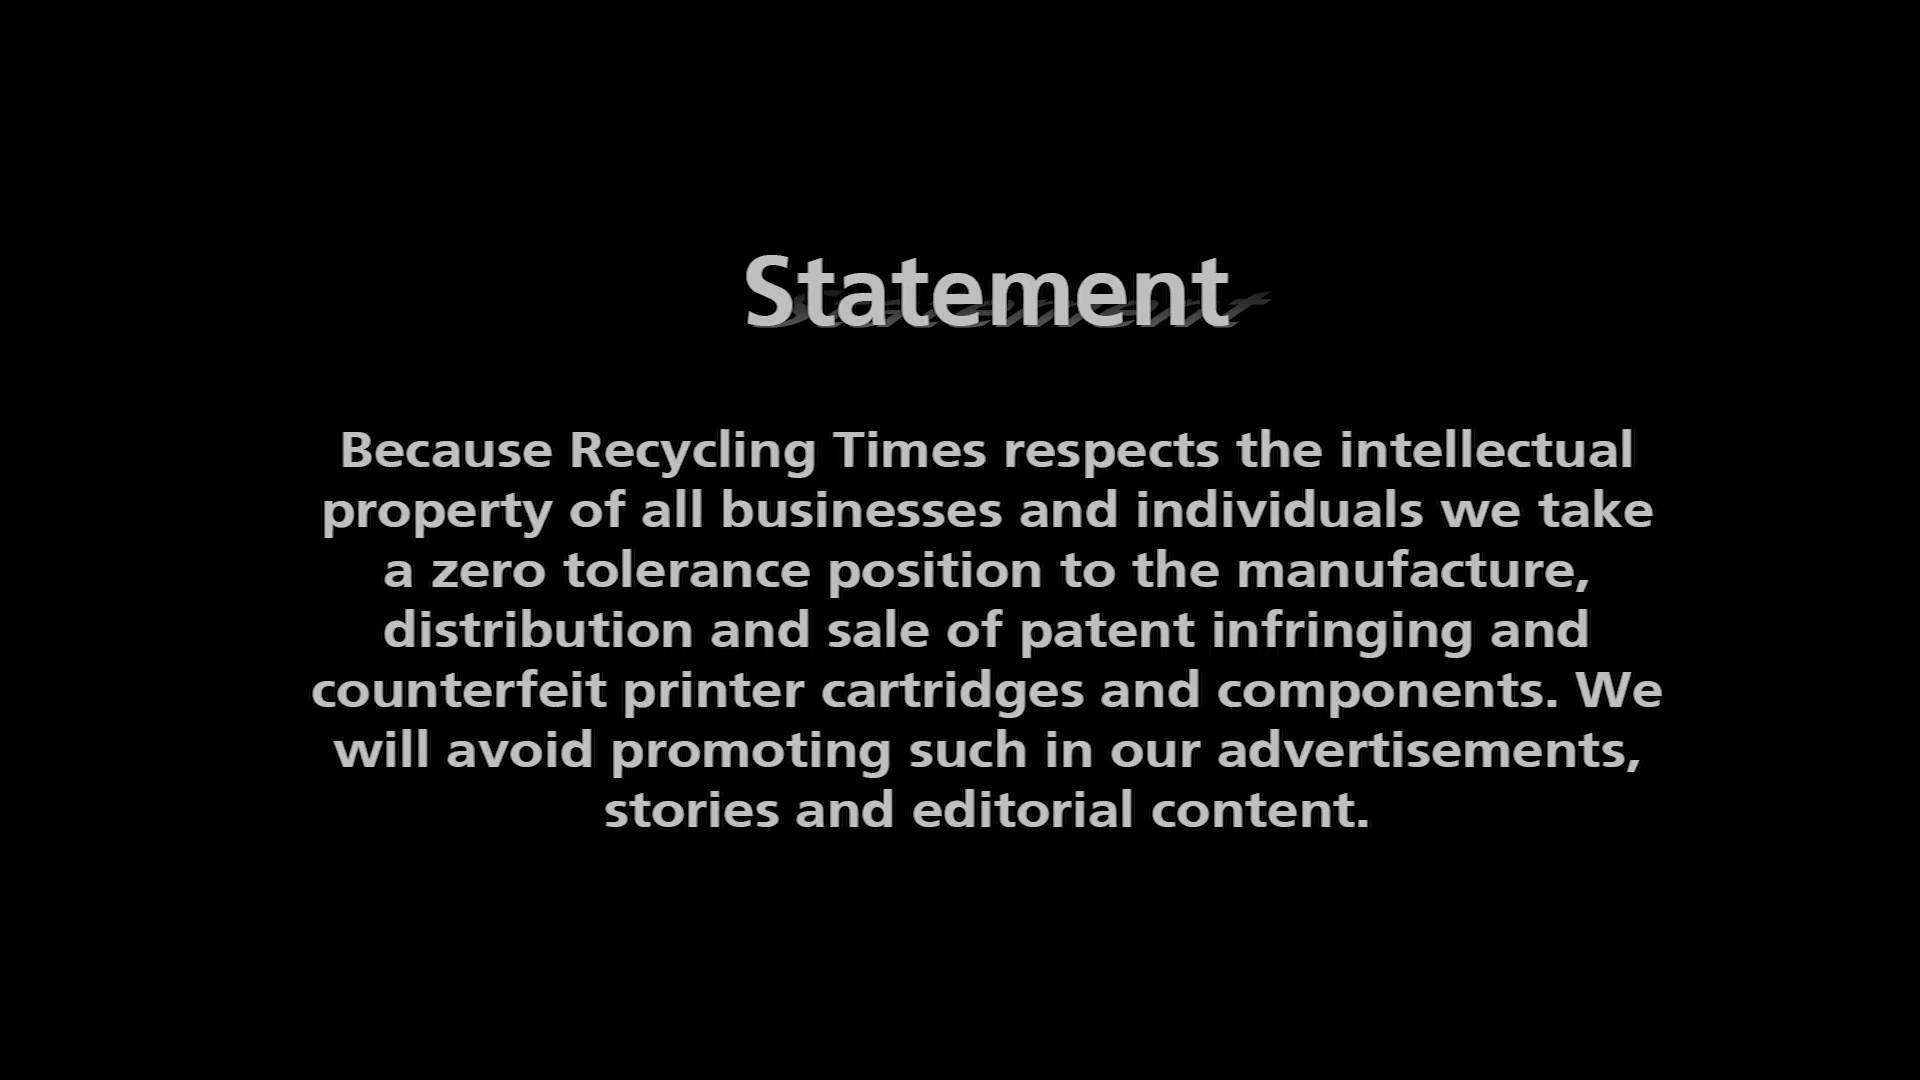 Statement
Because Recycling Times respects the intellectual
property of all businesses and individuals we take
a zero tolerance position to the manufacture,
distribution and sale of patent infringing and
counterfeit printer cartridges and components. We
will avoid promoting such in our advertisements,
stories and editorial content.